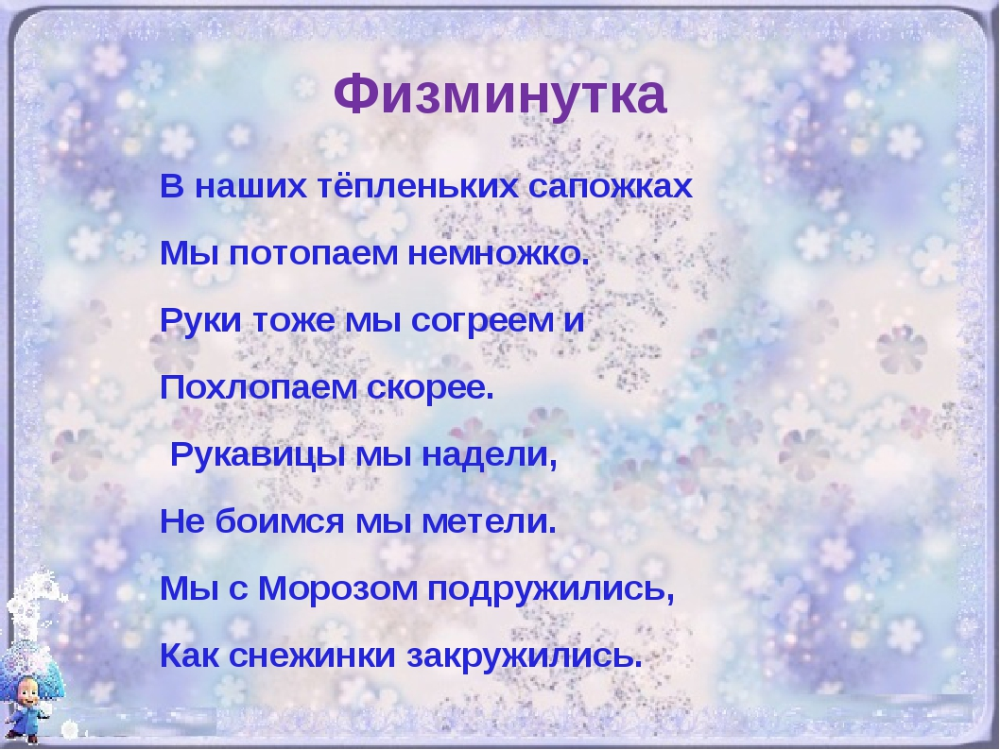 Физминутка
В наших тёпленьких сапожках
Мы потопаем немножко.
Руки тоже мы согреем и
Похлопаем скорее.
Рукавицы мы надели,
Не боимся мы метели.
Мы с Морозом подружились,
Как снежинки закружились.